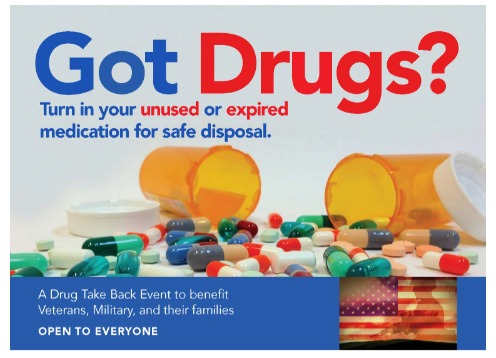 Got Drugs?
Turn in your unused or expired
medication for safe disposal.
A Drug Take Back Event to benefit
Veterans, Military, and their families
OPEN TO EVERYONE